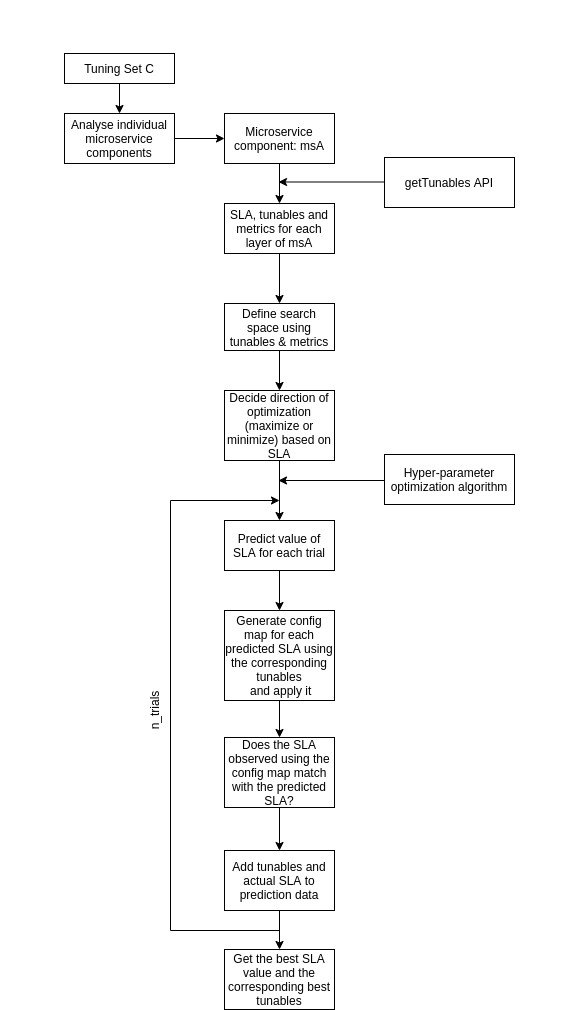 Tuning Set C
Analyse individual
microservice
components
Microservice
component: msA
getTunables API
SLA, tunables and
metrics for each
layer of msA
Define search
space using
tunables & metrics
Decide direction of
optimization
(maximize or
minimize) based on
SLA
Hyper-parameter
optimization algorithm
Predict value of
SLA for each trial
Generate config
map for each
predicted SLA using
the corresponding
tunables
and apply it
n_trials
Does the SLA
observed using the
config map match
with the predicted
SLA?
Add tunables and
actual SLA to
prediction data
Get the best SLA
value and the
corresponding best
tunables